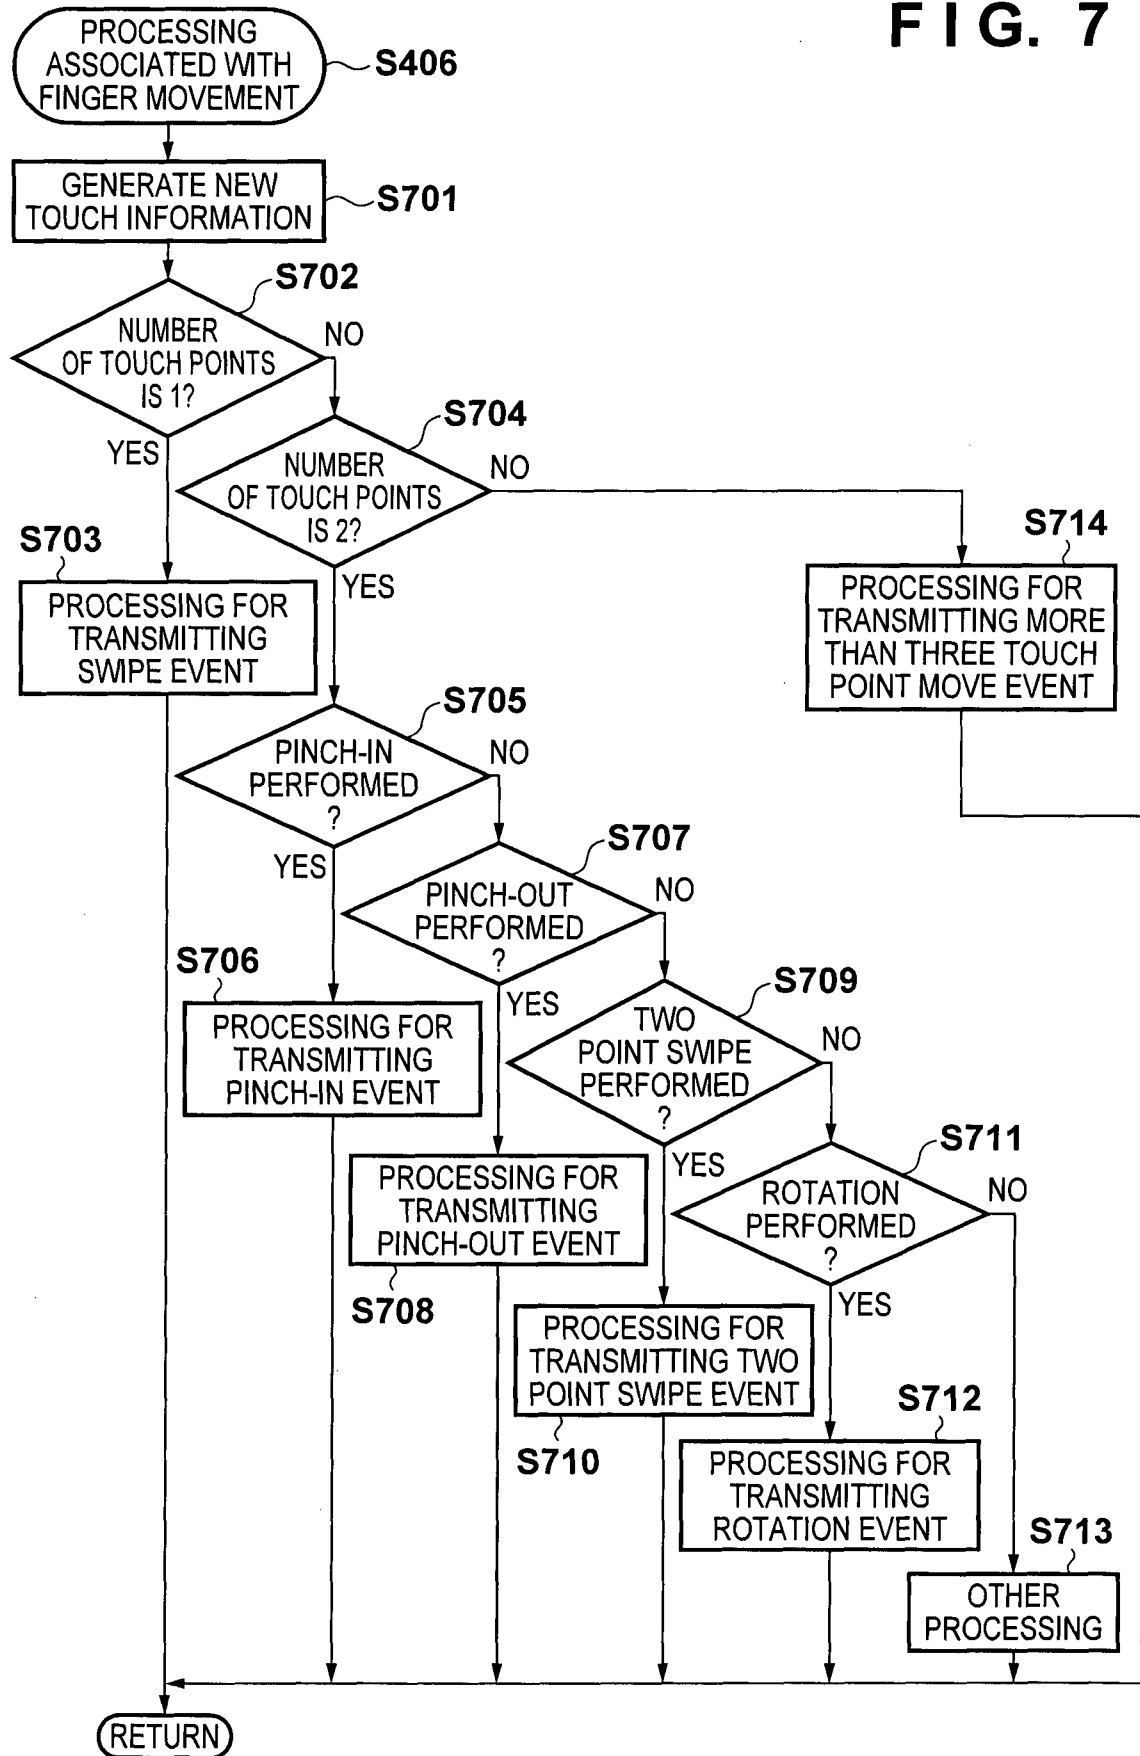 FIG. 7
PROCESSING
ASSOCIATED WITH
FINGER MOVEMENT
S406
GENERATE NEW
TOUCH INFORMATION
S701
S702
NUMBER
OF TOUCH POINTS
IS 1?
NO
YES
S704
NUMBER
OF TOUCH POINTS
IS 2?
NO
YES
S703
PROCESSING FOR
TRANSMITTING
SWIPE EVENT
S714
PROCESSING FOR
TRANSMITTING MORE
THAN THREE TOUCH
POINT MOVE EVENT
S705
PINCH-IN
PERFORMED
?
NO
YES
S707
PINCH-OUT
PERFORMED
?
NO
YES
S706
PROCESSING FOR
TRANSMITTING
PINCH-IN EVENT
S709
TWO
POINT SWIPE
PERFORMED
?
NO
YES
PROCESSING FOR
TRANSMITTING
PINCH-OUT EVENT
S708
S711
ROTATION
PERFORMED
?
NO
YES
PROCESSING FOR
TRANSMITTING TWO
POINT SWIPE EVENT
S710
S712
PROCESSING FOR
TRANSMITTING
ROTATION EVENT
S713
OTHER
PROCESSING
RETURN